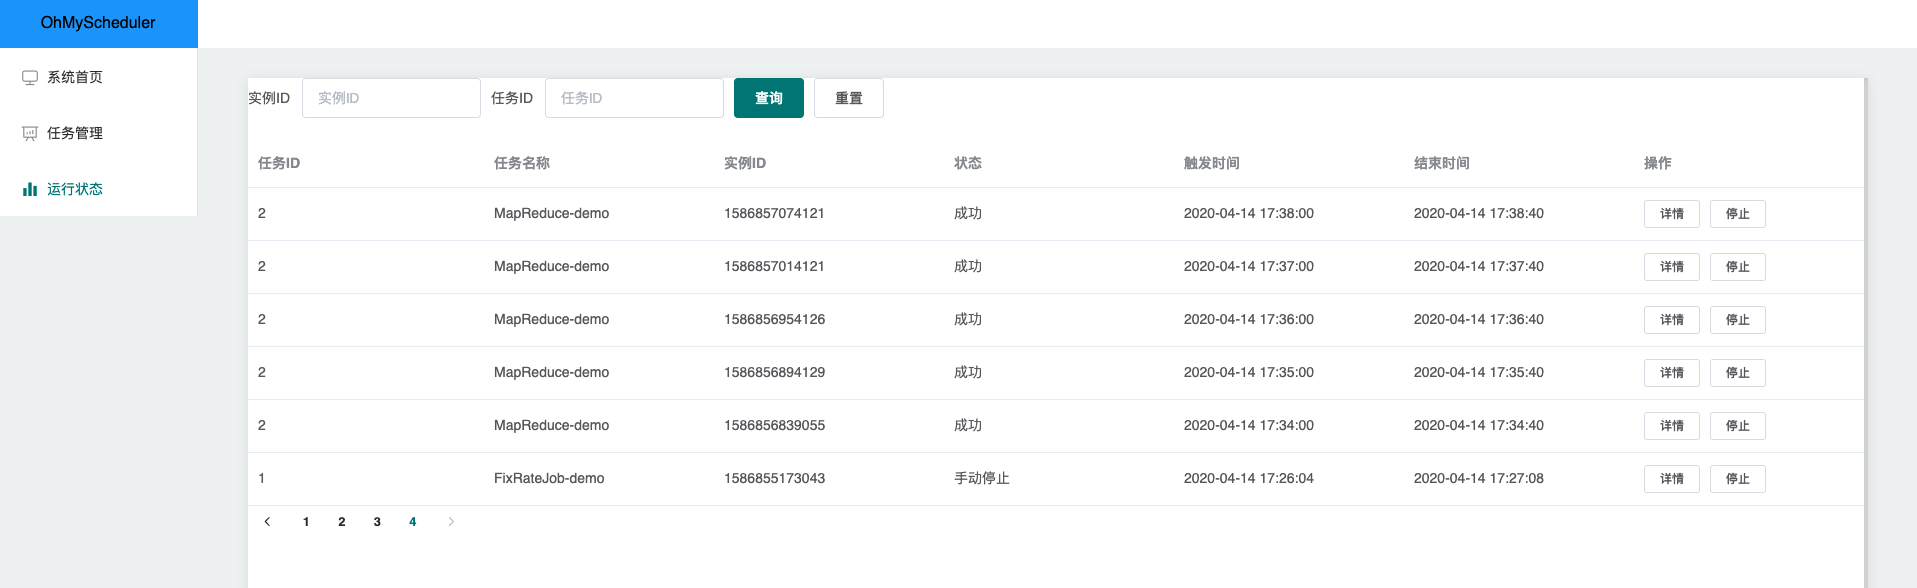 OhMyScheduler
系统首页
任务管理
运行状态
实例ID 实例ID 任务ID 任务ID 查询 重置
任务ID 任务名称 实例ID 状态 触发时间 结束时间 操作
2 MapReduce-demo 1586857074121 成功 2020-04-14 17:38:00 2020-04-14 17:38:40 详情 停止
2 MapReduce-demo 1586857014121 成功 2020-04-14 17:37:00 2020-04-14 17:37:40 详情 停止
2 MapReduce-demo 1586856954126 成功 2020-04-14 17:36:00 2020-04-14 17:36:40 详情 停止
2 MapReduce-demo 1586856894129 成功 2020-04-14 17:35:00 2020-04-14 17:35:40 详情 停止
2 MapReduce-demo 1586856839055 成功 2020-04-14 17:34:00 2020-04-14 17:34:40 详情 停止
1 FixRateJob-demo 1586855173043 手动停止 2020-04-14 17:26:04 2020-04-14 17:27:08 详情 停止
1 2 3 4